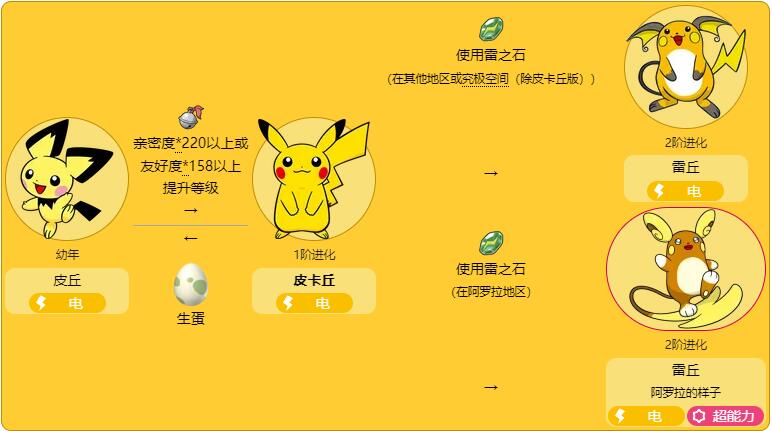 幼年
皮丘
电
亲密度*220以上或
友好度*158以上
提升等级
→
←
生蛋
1阶进化
皮卡丘
电
使用雷之石
(在其他地区或究极空间（除皮卡丘版））
→
2阶进化
雷丘
电
使用雷之石
(在阿罗拉地区)
→
2阶进化
雷丘
阿罗拉的样子
电
超能力